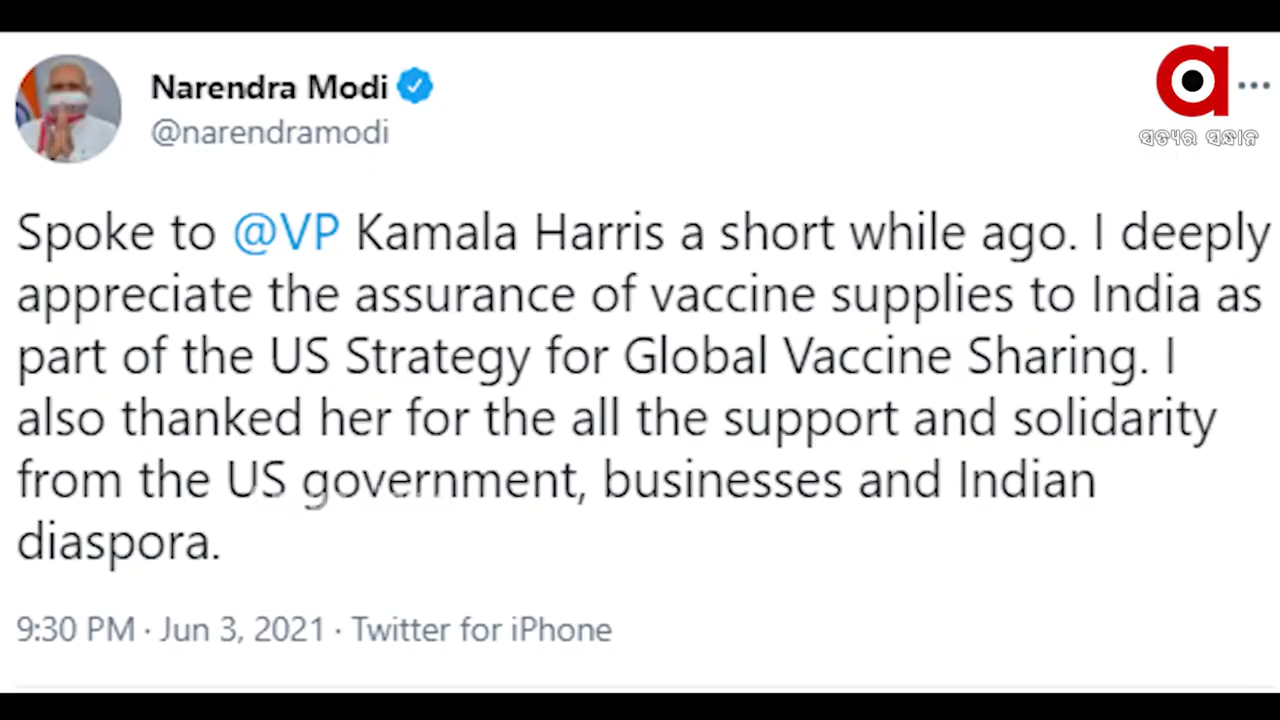 Narendra Modi
@narendramodi
ସତ୍ୟର ସନ୍ଧାନ
Spoke to @VP Kamala Harris a short while ago. I deeply
appreciate the assurance of vaccine supplies to India as
part of the US Strategy for Global Vaccine Sharing. I
also thanked her for the all the support and solidarity
from the US government, businesses and Indian
diaspora.
9:30 PM · Jun 3, 2021 · Twitter for iPhone